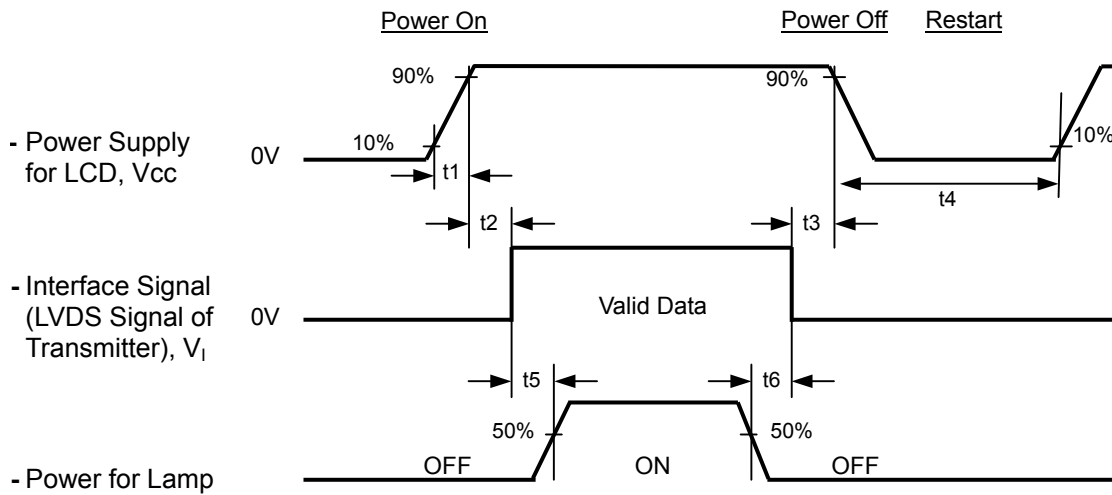 Power On
Power Off
Restart
90%
90%
- Power Supply
for LCD, Vcc
0V
10%
10%
t1
t4
t2
t3
- Interface Signal
(LVDS Signal of
Transmitter), VI
0V
Valid Data
t5
t6
50%
50%
- Power for Lamp
OFF
ON
OFF